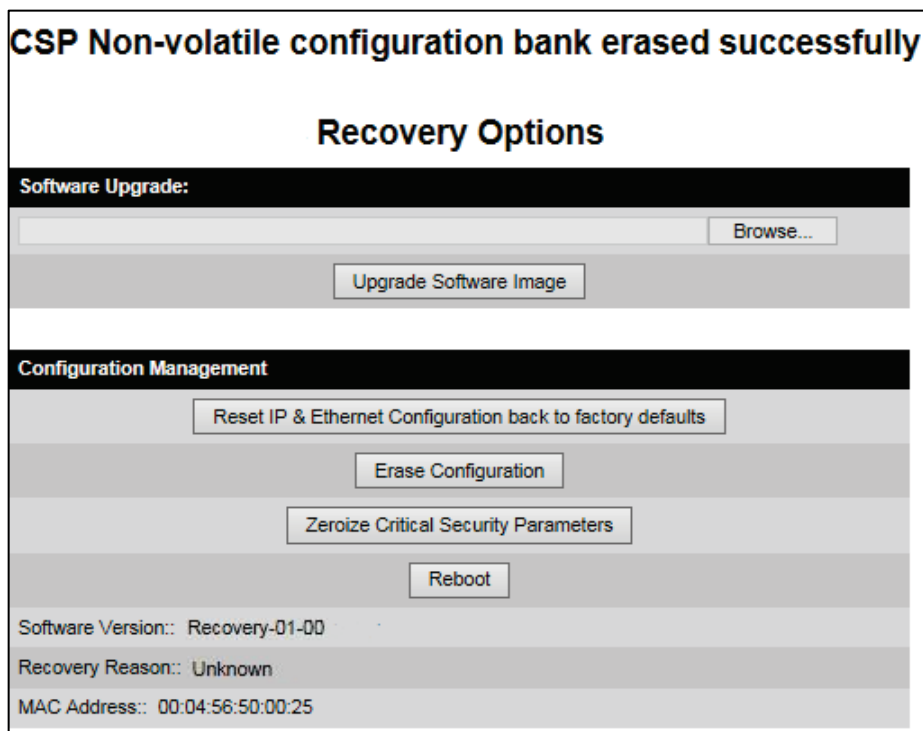 CSP Non-volatile configuration bank erased successfully
Recovery Options
Software Upgrade:
Browse...
Upgrade Software Image
Configuration Management
Reset IP & Ethernet Configuration back to factory defaults
Erase Configuration
Zeroize Critical Security Parameters
Reboot
Software Version:: Recovery-01-00
Recovery Reason:: Unknown
MAC Address:: 00:04:56:50:00:25